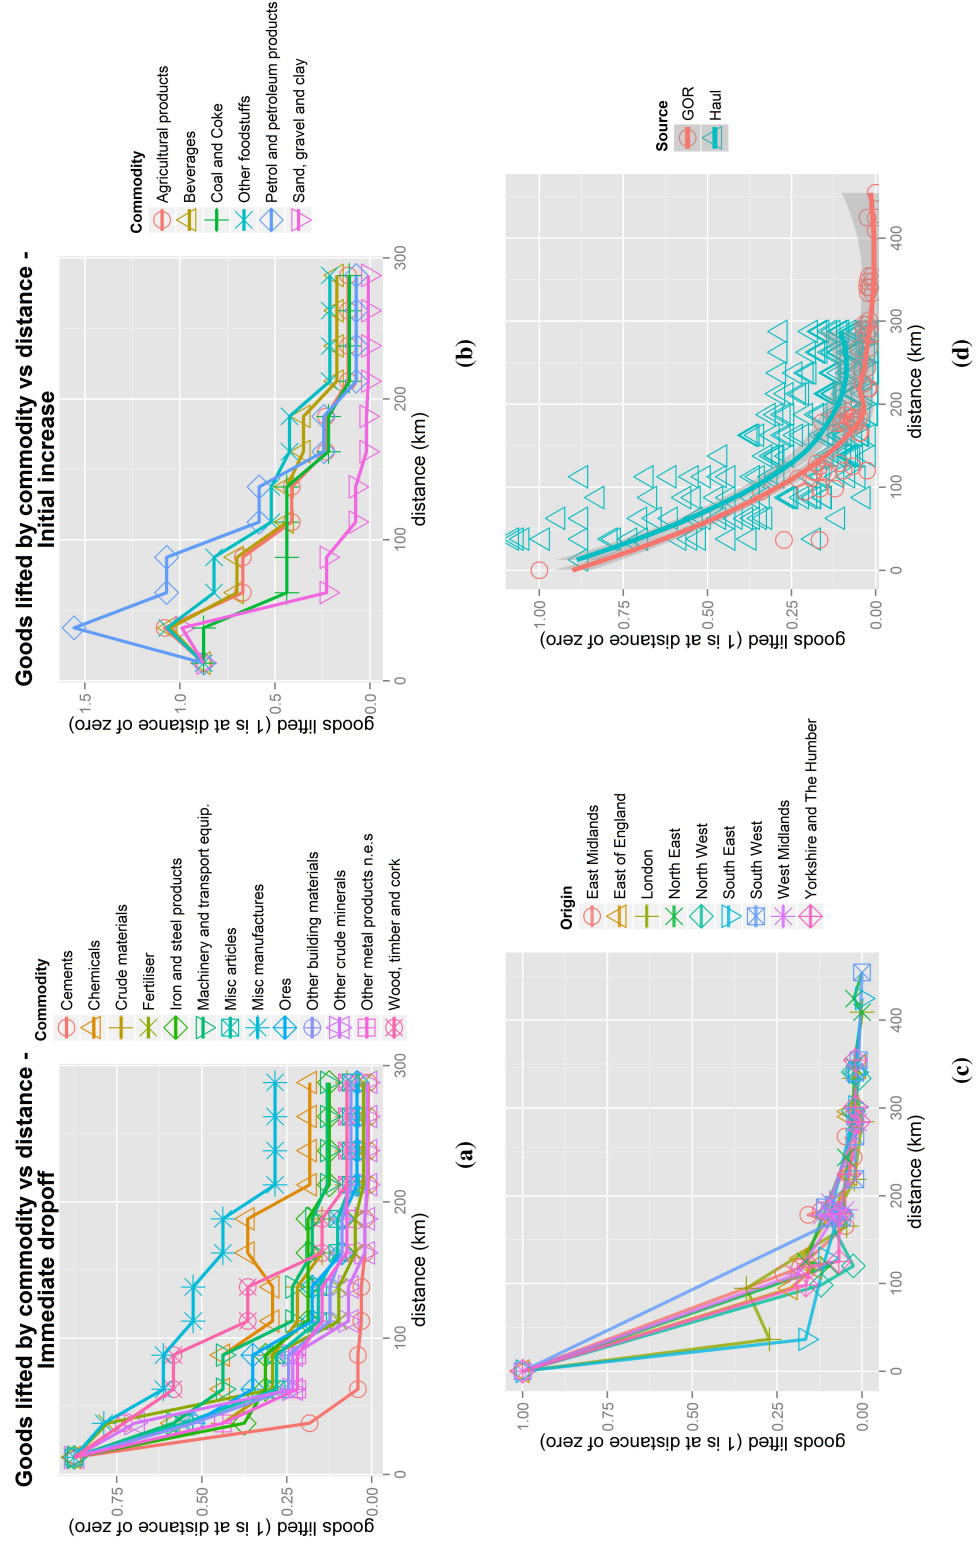 Goods lifted by commodity vs distance -
Immediate dropoff
goods lifted (1 is at distance of zero)
0.75
0.50
0.25
0.00
0
100
200
300
distance (km)
Commodity
Cements
Chemicals
Crude materials
Fertiliser
Iron and steel products
Machinery and transport equip.
Misc articles
Misc manufactures
Ores
Other building materials
Other crude minerals
Other metal products n.e.s
Wood, timber and cork
(a)
Goods lifted by commodity vs distance -
Initial increase
goods lifted (1 is at distance of zero)
1.5
1.0
0.5
0.0
0
100
200
300
distance (km)
Commodity
Agricultural products
Beverages
Coal and Coke
Other foodstuffs
Petrol and petroleum products
Sand, gravel and clay
(b)
goods lifted (1 is at distance of zero)
1.00
0.75
0.50
0.25
0.00
0
100
200
300
400
distance (km)
Origin
East Midlands
East of England
London
North East
North West
South East
South West
West Midlands
Yorkshire and The Humber
(c)
goods lifted (1 is at distance of zero)
1.00
0.75
0.50
0.25
0.00
0
100
200
300
400
distance (km)
Source
GOR
Haul
(d)